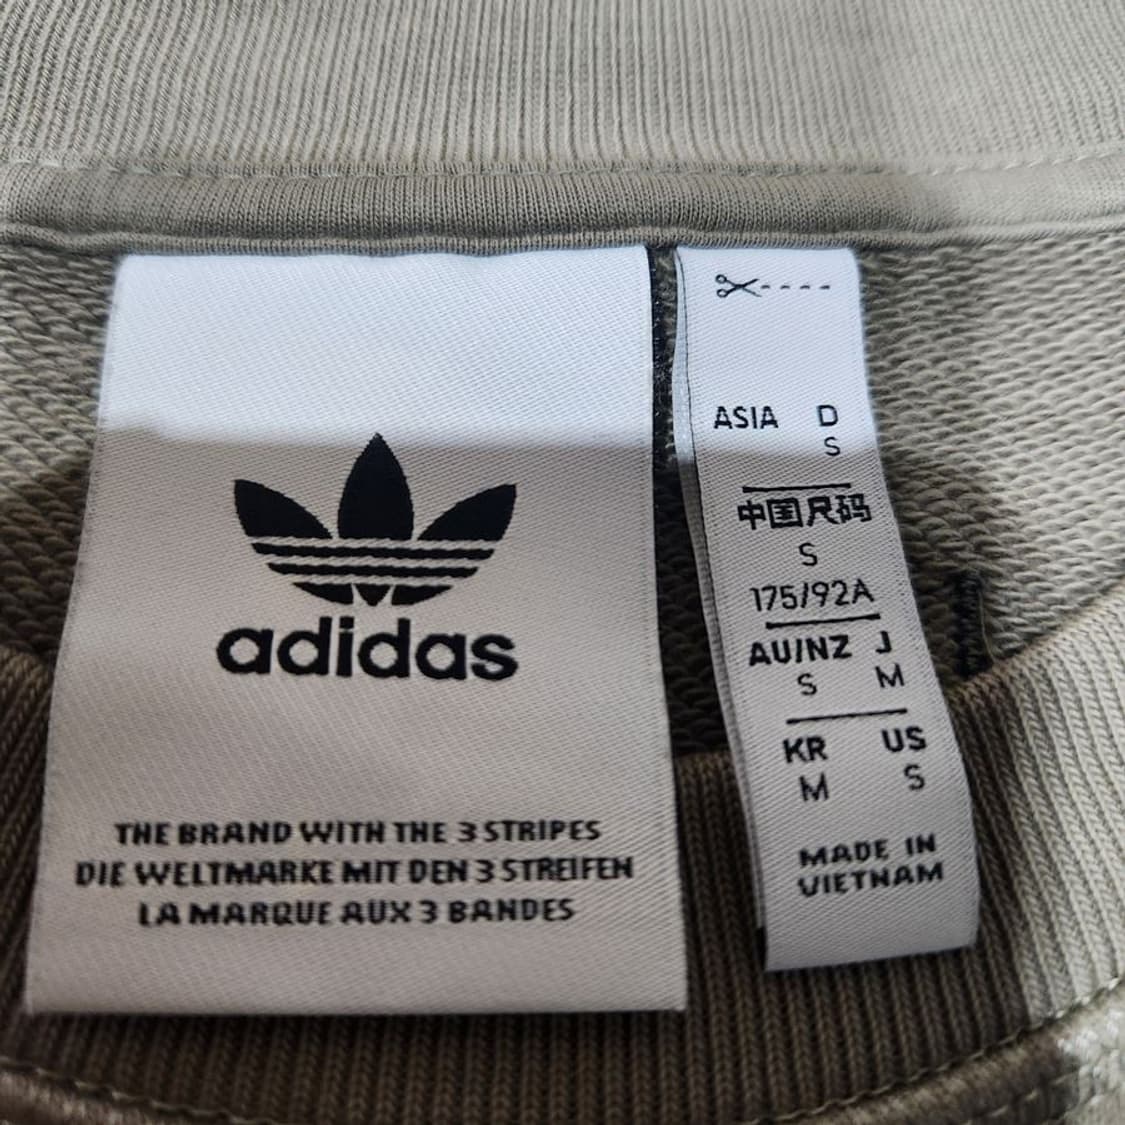 adidas
THE BRAND WITH THE 3 STRIPES
DIE WELTMARKE MIT DEN 3 STREIFEN
LA MARQUE AUX 3 BANDES
ASIA D
S
中国尺码
S
175/92A
AU/NZ J
S M
KR US
M S
MADE IN
VIETNAM